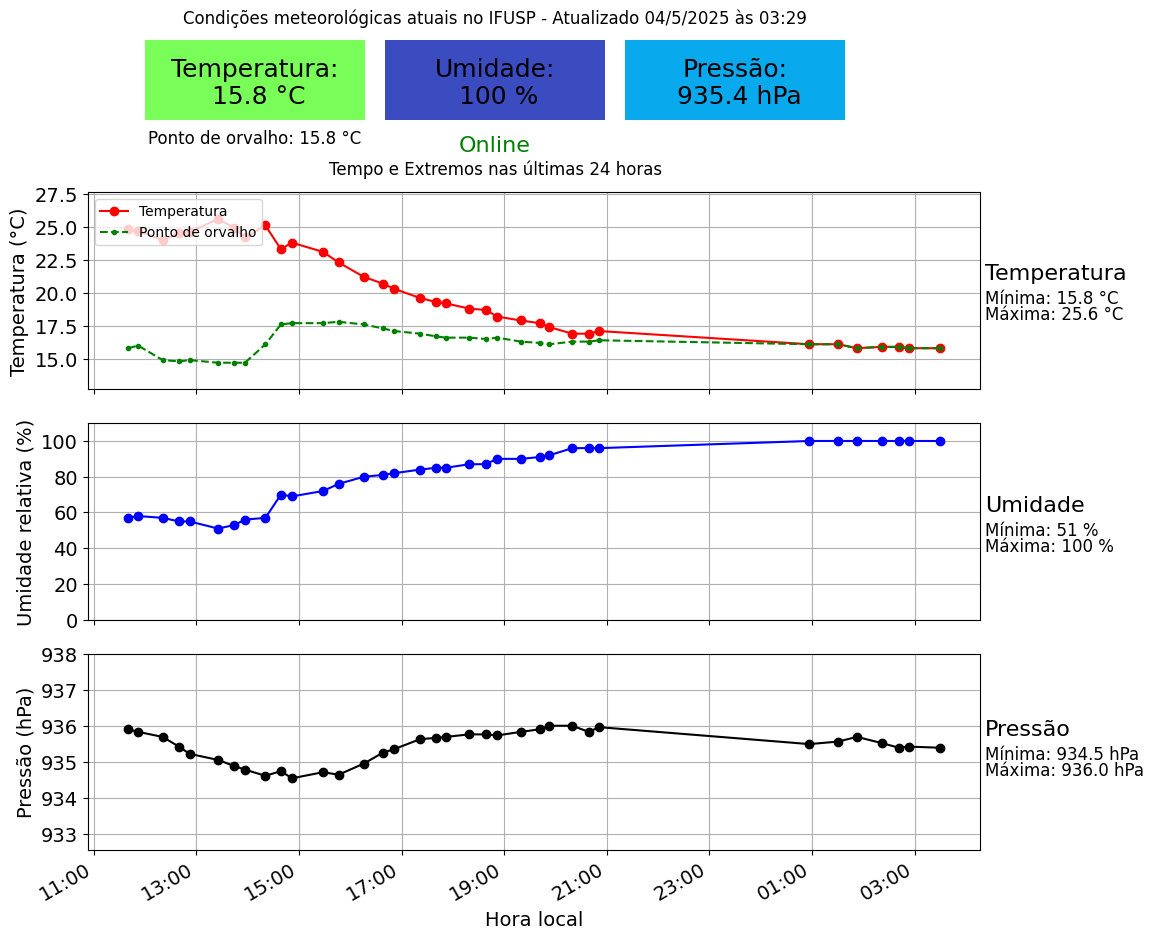 Condições meteorológicas atuais no IFUSP - Atualizado 04/5/2025 às 03:29
Temperatura:
15.8 °C
Umidade:
100 %
Pressão:
935.4 hPa
Ponto de orvalho: 15.8 °C
Online
Tempo e Extremos nas últimas 24 horas
Temperatura (°C)
27.5
25.0
22.5
20.0
17.5
15.0
Temperatura
Ponto de orvalho
Temperatura
Mínima: 15.8 °C
Máxima: 25.6 °C
Umidade relativa (%)
100
80
60
40
20
0
Umidade
Mínima: 51 %
Máxima: 100 %
Pressão (hPa)
938
937
936
935
934
933
Pressão
Mínima: 934.5 hPa
Máxima: 936.0 hPa
11:00
13:00
15:00
17:00
19:00
21:00
23:00
01:00
03:00
Hora local